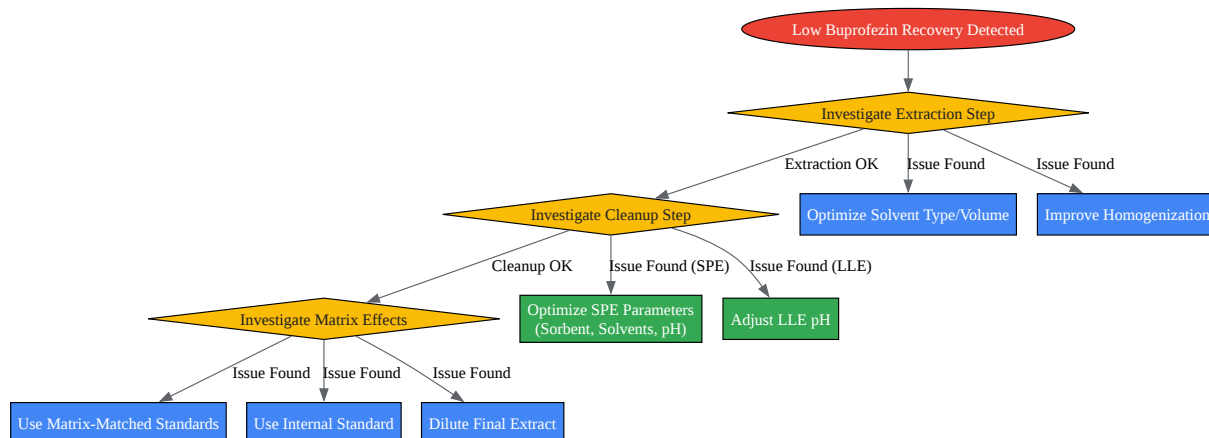 Low Buprofezin Recovery Detected
Investigate Extraction Step
Extraction OK
Issue Found
Issue Found
Investigate Cleanup Step
Optimize Solvent Type/Volume
Improve Homogenization
Cleanup OK
Issue Found (SPE)
Issue Found (LLE)
Investigate Matrix Effects
Optimize SPE Parameters
(Sorbent, Solvents, pH)
Adjust LLE pH
Issue Found
Issue Found
Issue Found
Use Matrix-Matched Standards
Use Internal Standard
Dilute Final Extract